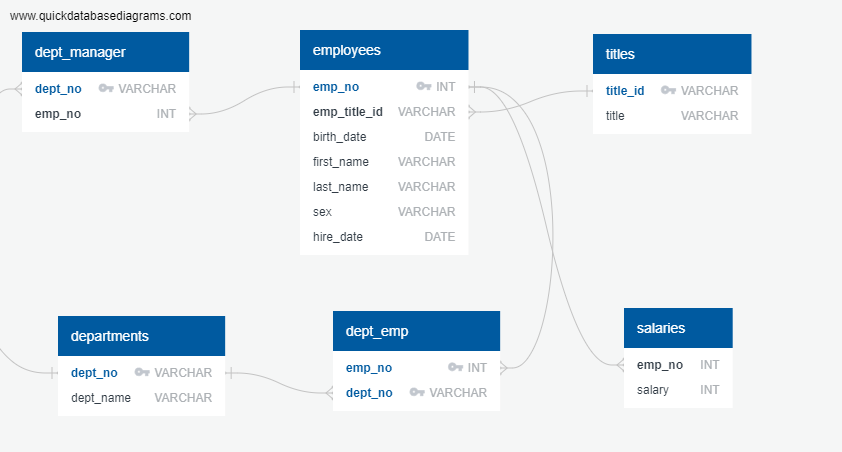 www.quickdatabasediagrams.com
dept_manager
dept_no VARCHAR
emp_no INT
employees
emp_no INT
emp_title_id VARCHAR
birth_date DATE
first_name VARCHAR
last_name VARCHAR
sex VARCHAR
hire_date DATE
titles
title_id VARCHAR
title VARCHAR
departments
dept_no VARCHAR
dept_name VARCHAR
dept_emp
emp_no INT
dept_no VARCHAR
salaries
emp_no INT
salary INT